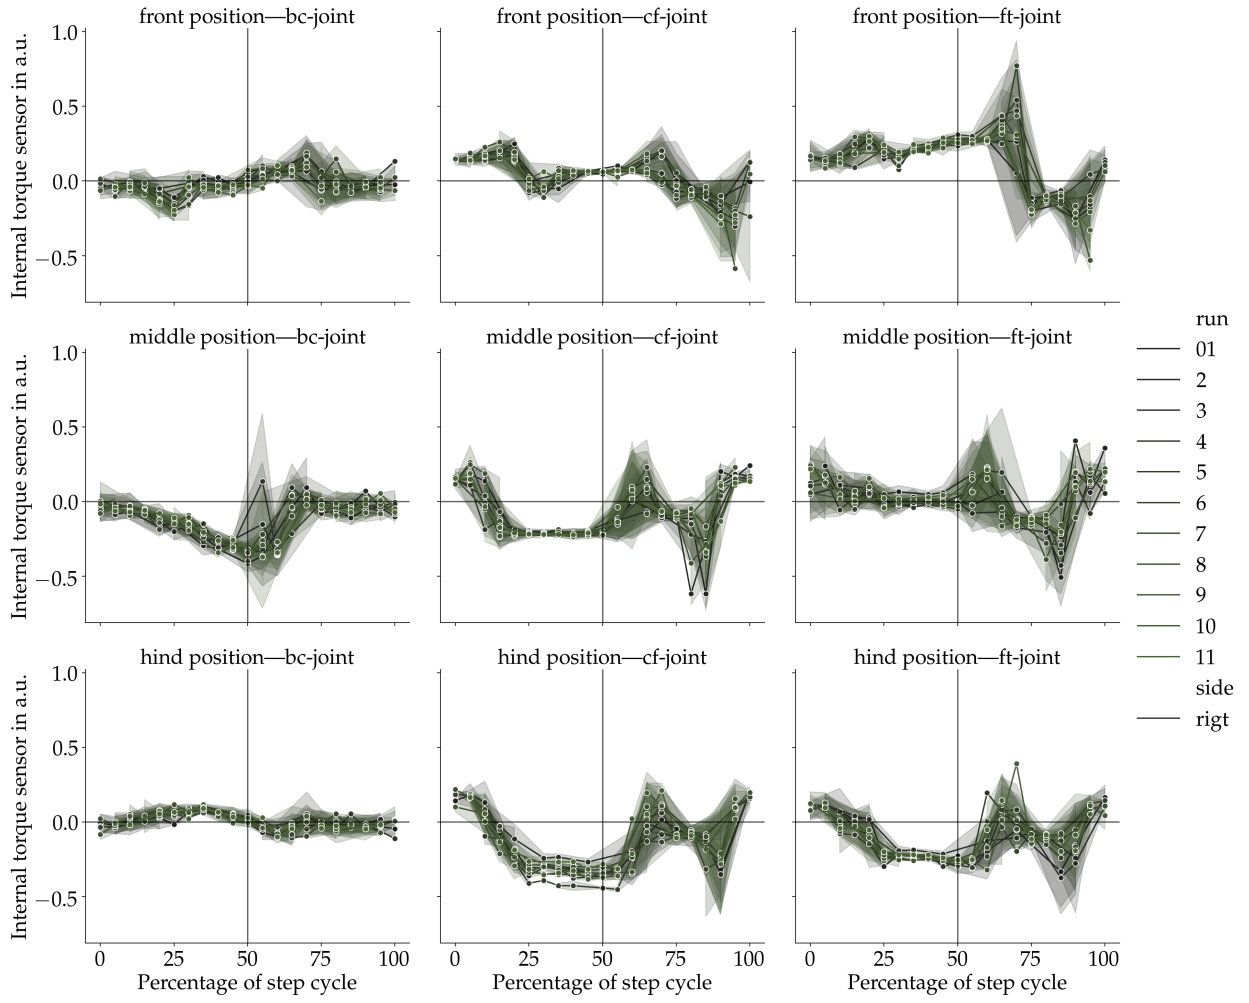 front position—bc-joint
front position—cf-joint
front position—ft-joint
Internal torque sensor in a.u.
1.0
0.5
0.0
−0.5
middle position—bc-joint
middle position—cf-joint
middle position—ft-joint
Internal torque sensor in a.u.
1.0
0.5
0.0
−0.5
hind position—bc-joint
hind position—cf-joint
hind position—ft-joint
Internal torque sensor in a.u.
1.0
0.5
0.0
−0.5
0 25 50 75 100
0 25 50 75 100
0 25 50 75 100
Percentage of step cycle
Percentage of step cycle
Percentage of step cycle
run
01
2
3
4
5
6
7
8
9
10
11
side
rigt